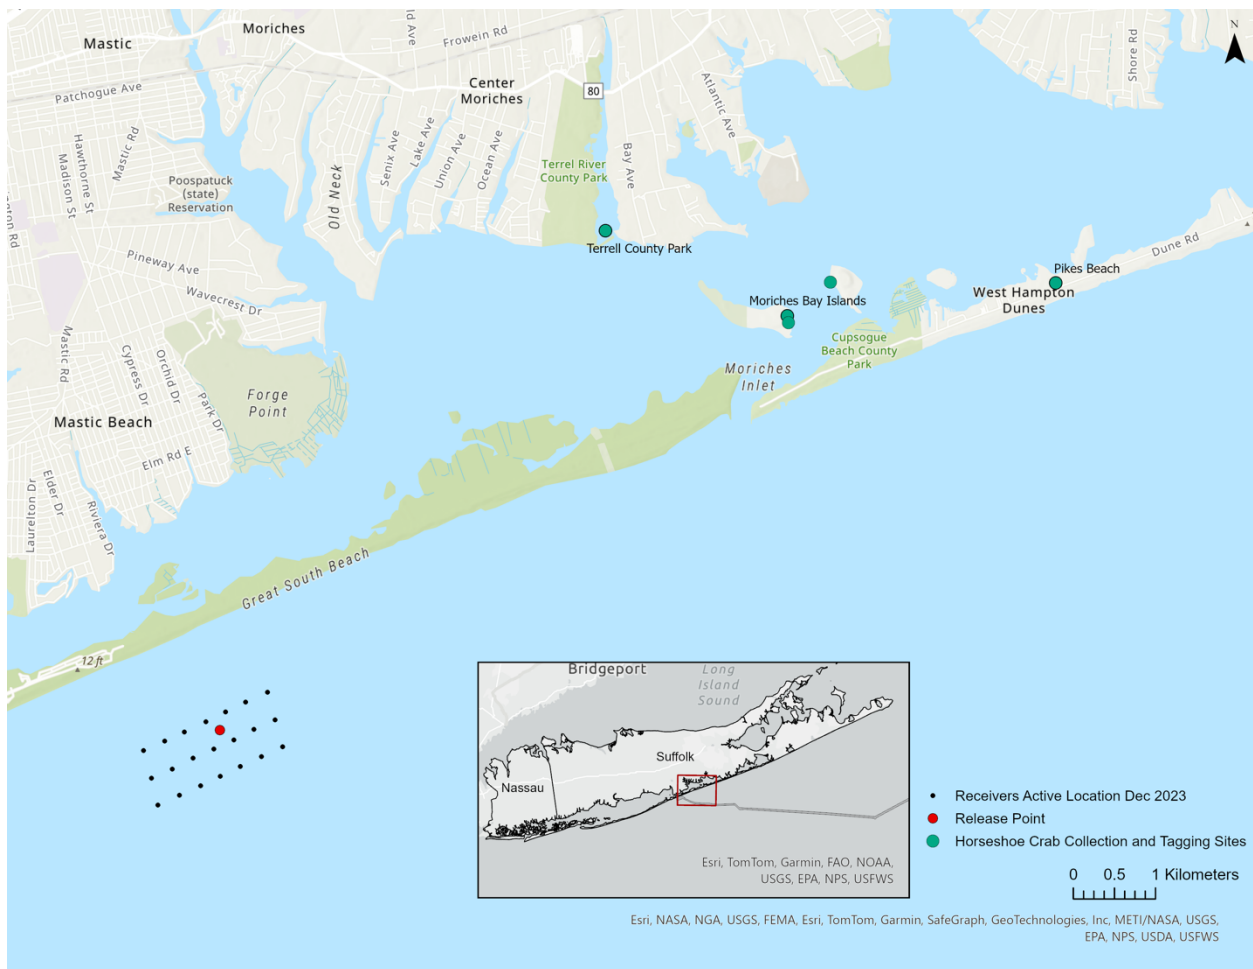 Mastic
Moriches
old Ave
Frowein Rd
N
Shore Rd
Patchogue Ave
Center
Moriches
80
Atlantic Ave
Hawthorne St
Madison St
Mastic Rd
Senix Ave
Lake Ave
Union Ave
Ocean Ave
Bay Ave
Terrel River
County Park
Poospatuck
(state)
Reservation
Old Neck
Rd
Terrell County Park
Pineway Ave
Wavecrest Dr
Dune Rd
Pikes Beach
West Hampton
Dunes
Moriches Bay Islands
Cupsogue
Beach County
Park
Moriches
Inlet
Mastic Rd
Cypress Dr
Orchid Dr
Park Dr
Forge
Point
Mastic Beach
Elm Rd E
Laurelton Dr
Elder Dr
Riviera Dr
Great South Beach
12 ft
Bridgeport
Long
Island
Sound
Suffolk
Nassau
Esri, TomTom, Garmin, FAO, NOAA,
USGS, EPA, NPS, USFWS
Receivers Active Location Dec 2023
Release Point
Horseshoe Crab Collection and Tagging Sites
0 0.5 1 Kilometers
Esri, NASA, NGA, USGS, FEMA, Esri, TomTom, Garmin, SafeGraph, GeoTechnologies, Inc, METI/NASA, USGS,
EPA, NPS, USDA, USFWS